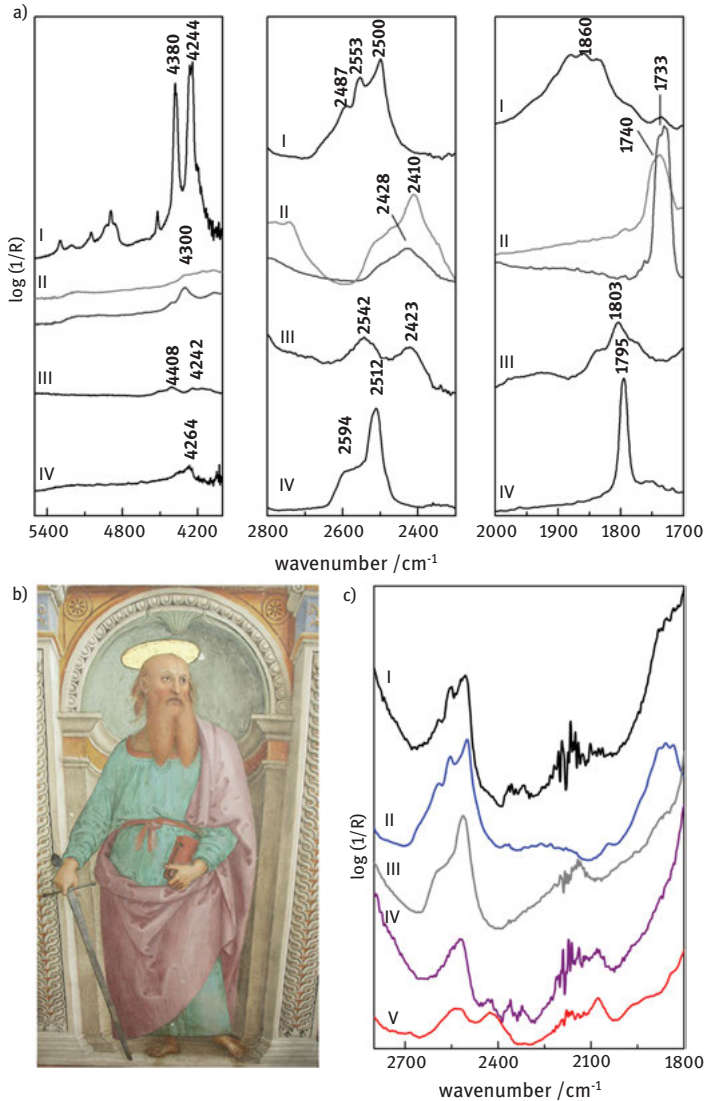 a)
4380
4244
I
4300
II
III
4408
4242
IV
4264
5400
4800
4200
log (1/R)
2487
2553
2500
I
2428
2410
II
2542
2423
III
2512
2594
IV
2800
2600
2400
1860
1733
I
1740
II
1803
III
1795
IV
2000
1900
1800
1700
wavenumber /cm⁻¹
b)
c)
I
II
III
IV
V
log (1/R)
2700
2400
2100
1800
wavenumber /cm⁻¹